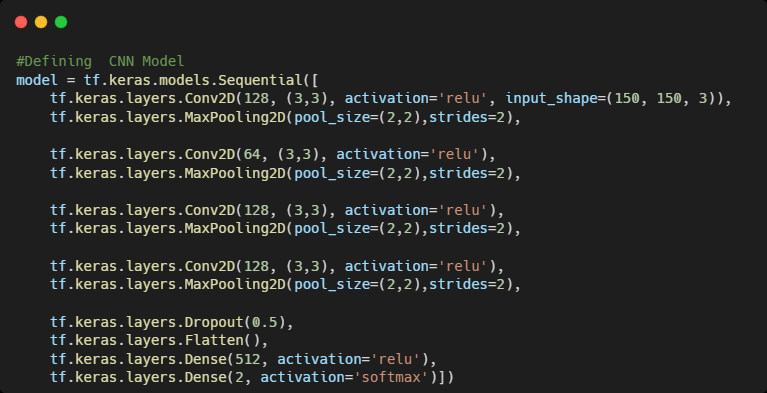 #Defining  CNN Model
model = tf.keras.models.Sequential([
    tf.keras.layers.Conv2D(128, (3,3), activation='relu', input_shape=(150, 150, 3)),
    tf.keras.layers.MaxPooling2D(pool_size=(2,2),strides=2),

    tf.keras.layers.Conv2D(64, (3,3), activation='relu'),
    tf.keras.layers.MaxPooling2D(pool_size=(2,2),strides=2),

    tf.keras.layers.Conv2D(128, (3,3), activation='relu'),
    tf.keras.layers.MaxPooling2D(pool_size=(2,2),strides=2),

    tf.keras.layers.Conv2D(128, (3,3), activation='relu'),
    tf.keras.layers.MaxPooling2D(pool_size=(2,2),strides=2),

    tf.keras.layers.Dropout(0.5),
    tf.keras.layers.Flatten(),
    tf.keras.layers.Dense(512, activation='relu'),
    tf.keras.layers.Dense(2, activation='softmax')])